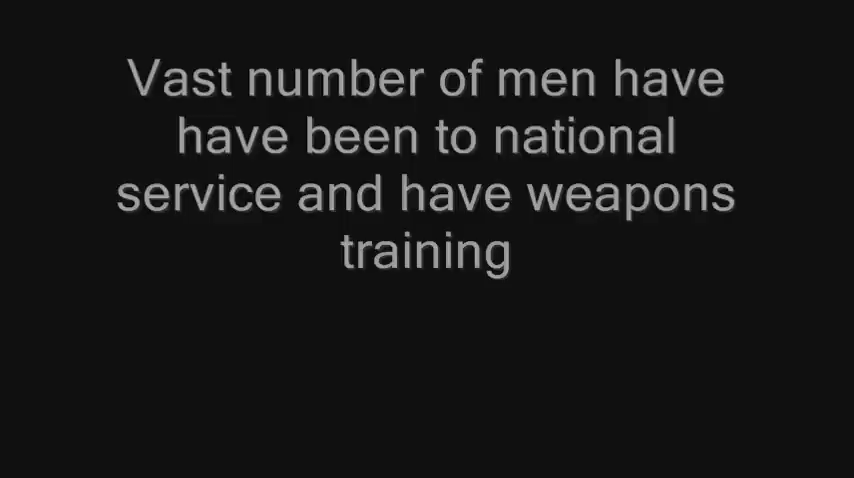 Vast number of men have
have been to national
service and have weapons
training